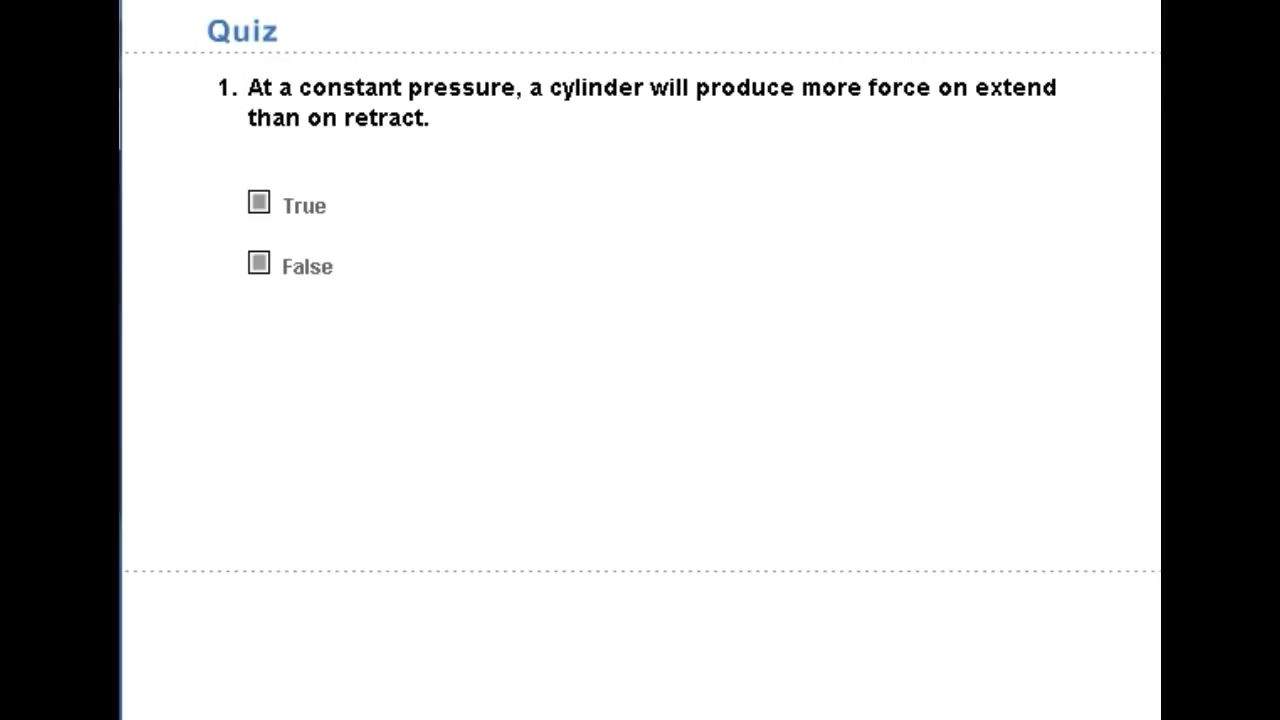 Quiz
1. At a constant pressure, a cylinder will produce more force on extend
than on retract.
True
False